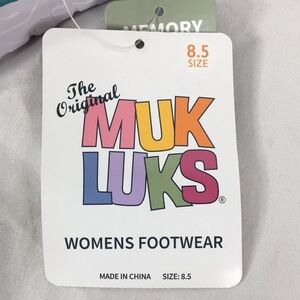 MEMORY
8.5
SIZE
The
Original
MUK
LUKS®
WOMENS FOOTWEAR
MADE IN CHINA SIZE: 8.5